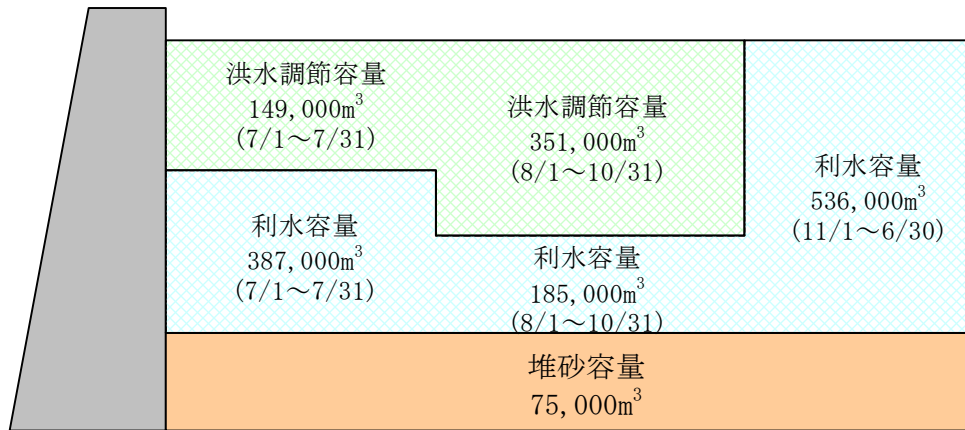 洪水調節容量
149,000m³
(7/1～7/31)
洪水調節容量
351,000m³
(8/1～10/31)
利水容量
536,000m³
(11/1～6/30)
利水容量
387,000m³
(7/1～7/31)
利水容量
185,000m³
(8/1～10/31)
堆砂容量
75,000m³